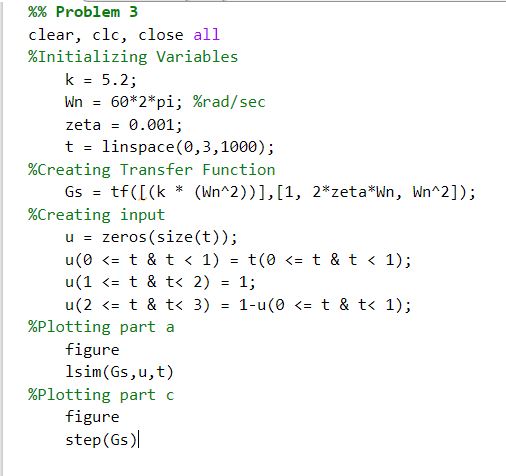 %% Problem 3
clear, clc, close all
%Initializing Variables
k = 5.2;
Wn = 60*2*pi; %rad/sec
zeta = 0.001;
t = linspace(0,3,1000);
%Creating Transfer Function
Gs = tf([(k * (Wn^2))],[1, 2*zeta*Wn, Wn^2]);
%Creating input
u = zeros(size(t));
u(0 <= t & t < 1) = t(0 <= t & t < 1);
u(1 <= t & t< 2) = 1;
u(2 <= t & t< 3) = 1-u(0 <= t & t< 1);
%Plotting part a
figure
lsim(Gs,u,t)
%Plotting part c
figure
step(Gs)